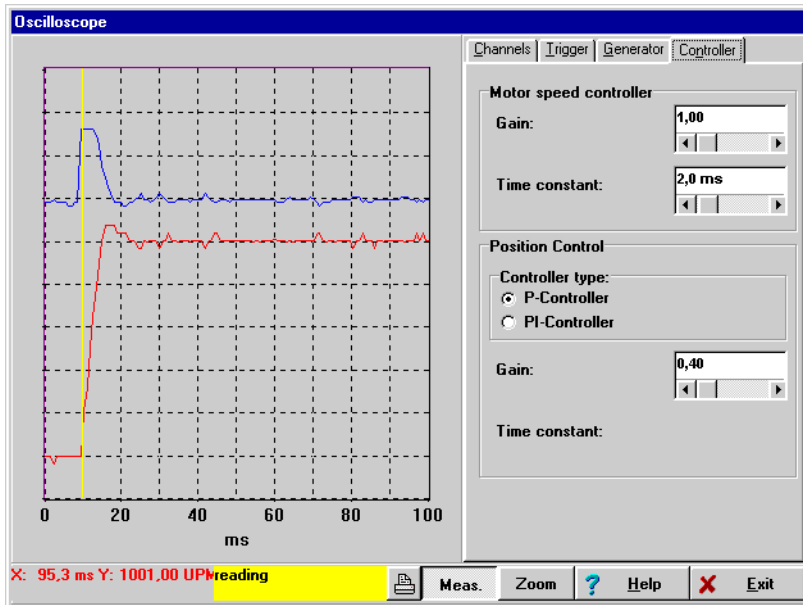 Oscilloscope
Channels Trigger Generator Controller
Motor speed controller
Gain: 1,00
Time constant: 2,0 ms
Position Control
Controller type:
P-Controller
PI-Controller
Gain: 0,40
Time constant:
0 20 40 60 80 100
ms
X: 95,3 ms Y: 1001,00 UPM reading
Meas. Zoom ? Help Exit